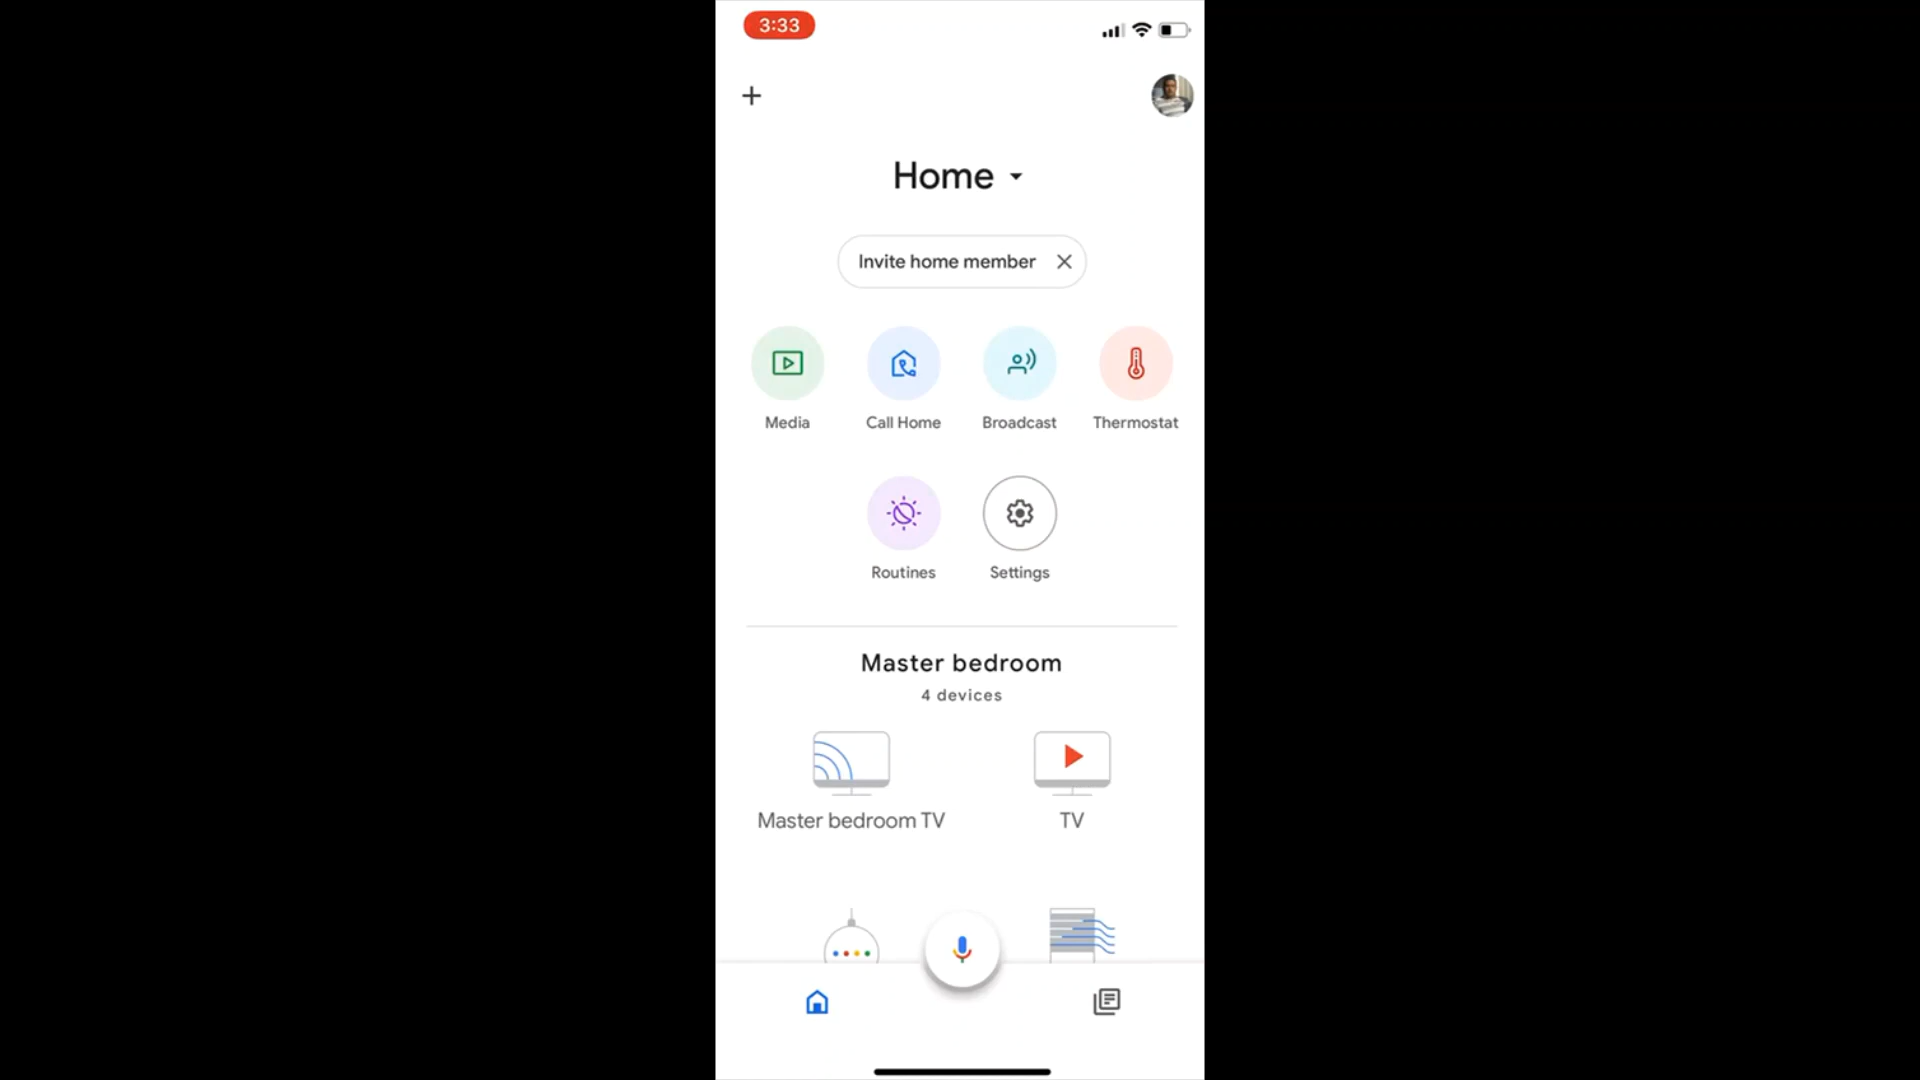 3:33
Home
Invite home member
Media Call Home Broadcast Thermostat
Routines Settings
Master bedroom
4 devices
Master bedroom TV TV